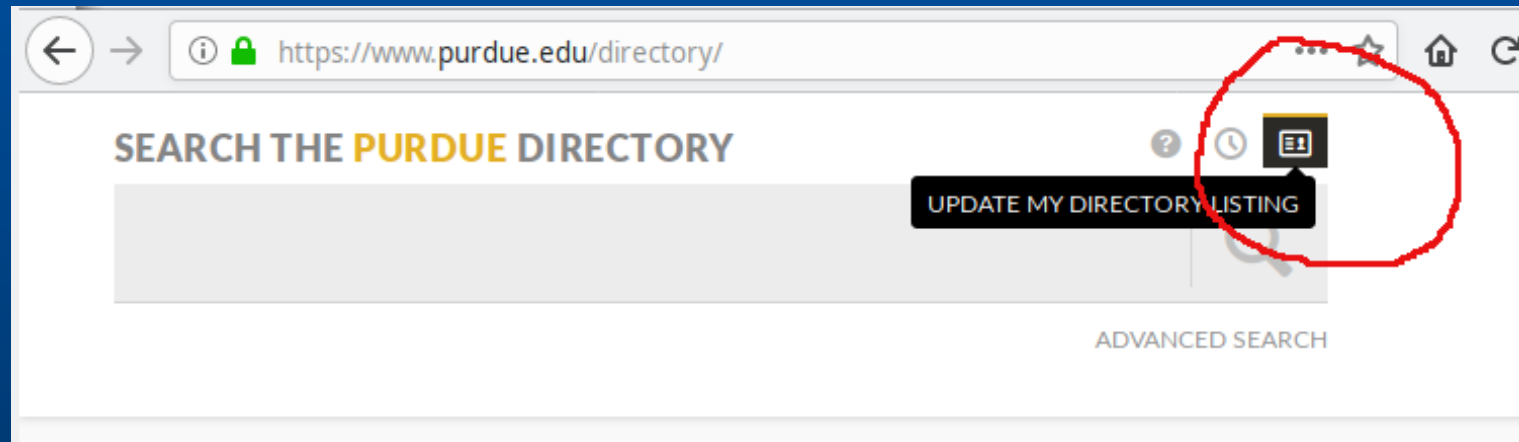 https://www.purdue.edu/directory/
SEARCH THE PURDUE DIRECTORY
UPDATE MY DIRECTORY LISTING
ADVANCED SEARCH